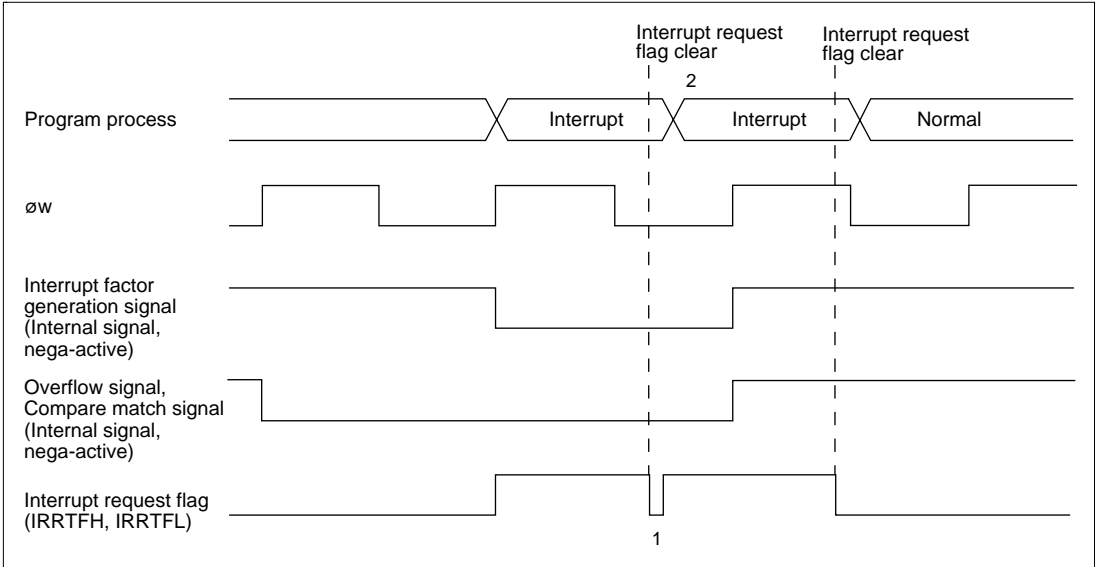 Interrupt request
flag clear
Interrupt request
flag clear
2
Program process
Interrupt
Interrupt
Normal
øw
Interrupt factor
generation signal
(Internal signal,
nega-active)
Overflow signal,
Compare match signal
(Internal signal,
nega-active)
Interrupt request flag
(IRRTFH, IRRTFL)
1